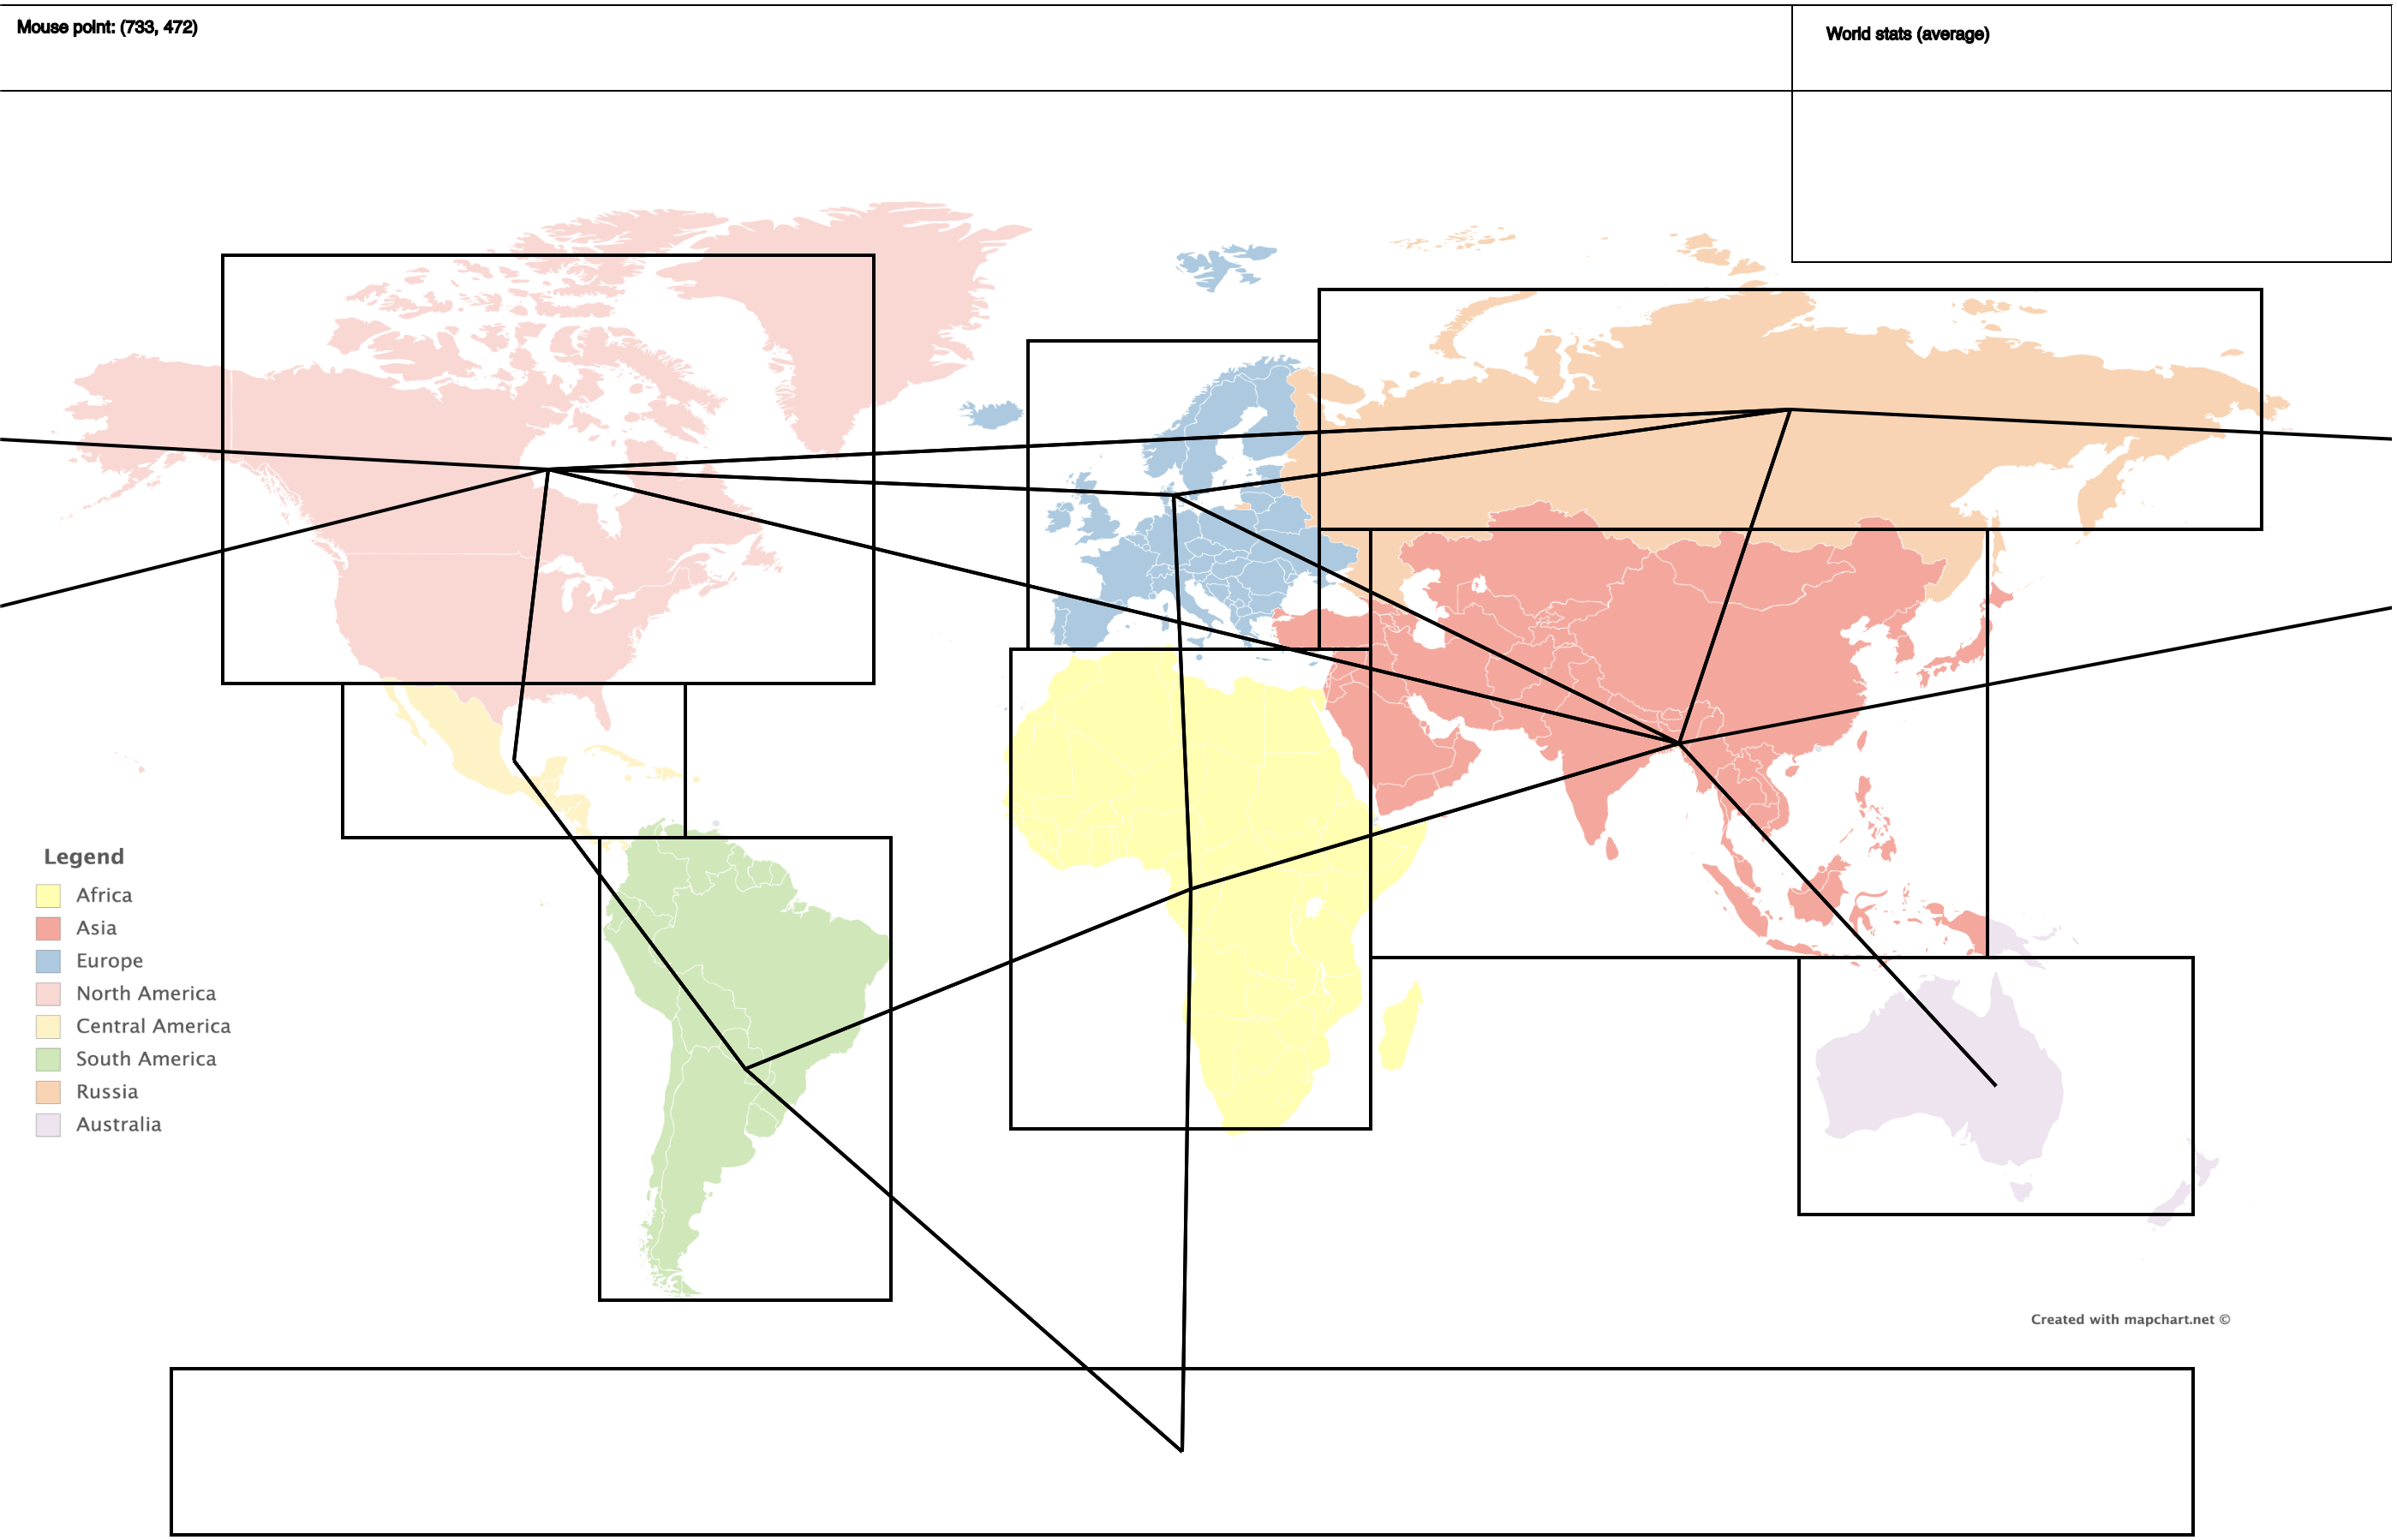 Mouse point: (733, 472)
World stats (average)
Legend
Africa
Asia
Europe
North America
Central America
South America
Russia
Australia
Created with mapchart.net ©